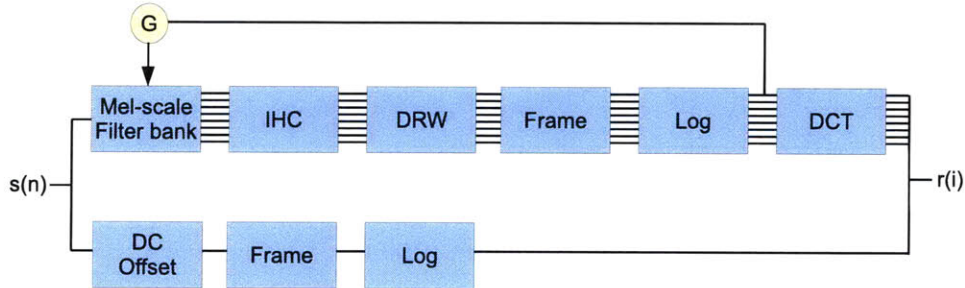 G
Mel-scale
Filter bank
IHC
DRW
Frame
Log
DCT
s(n)
r(i)
DC
Offset
Frame
Log